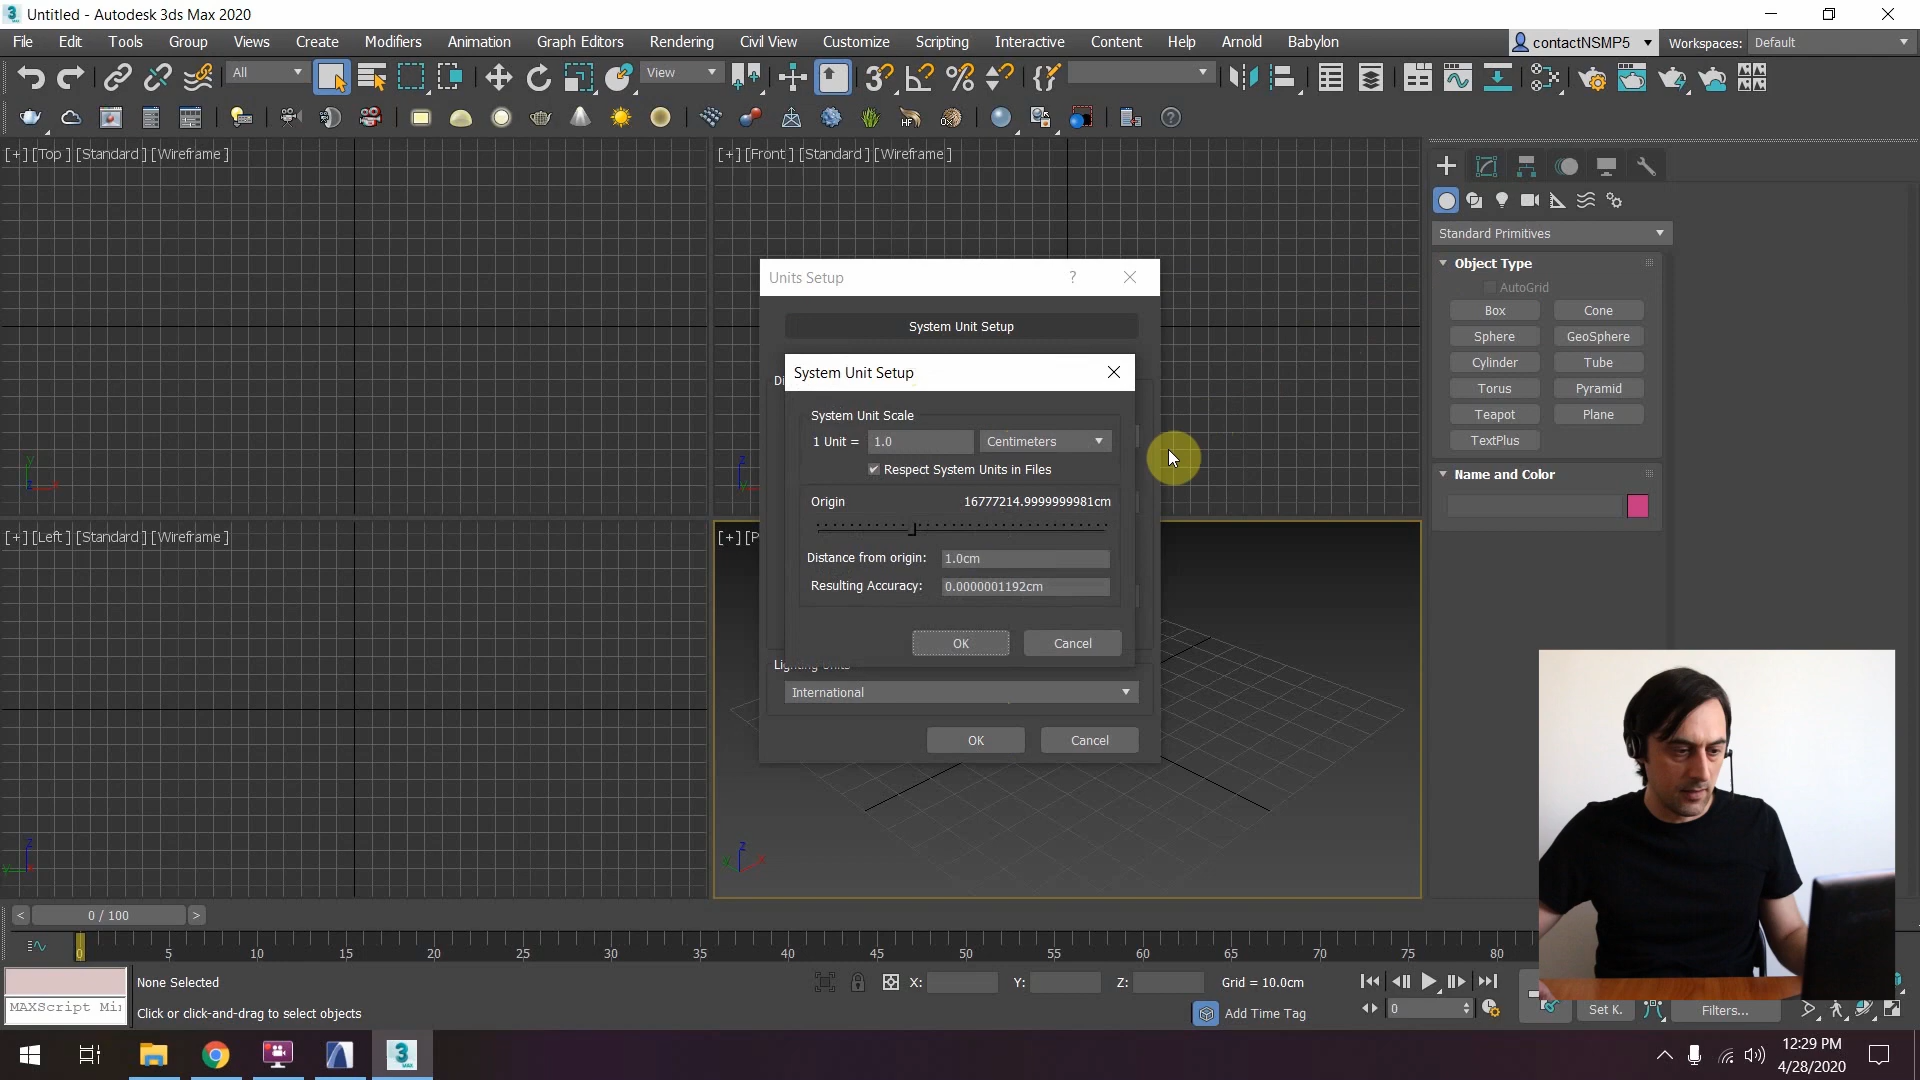 Untitled - Autodesk 3ds Max 2020
File Edit Tools Group Views Create Modifiers Animation Graph Editors Rendering Civil View Customize Scripting Interactive Content Help Arnold Babylon
contactNSMP5 Workspaces: Default
All View
[+] [Top ] [Standard ] [Wireframe ]
[+] [Front ] [Standard ] [Wireframe ]
Standard Primitives
Object Type
AutoGrid
Box Cone
Sphere GeoSphere
Cylinder Tube
Torus Pyramid
Teapot Plane
TextPlus
Name and Color
Units Setup ?
System Unit Setup
System Unit Setup
System Unit Scale
1 Unit = 1.0 Centimeters
Respect System Units in Files
Origin 16777214.9999999981cm
Distance from origin: 1.0cm
Resulting Accuracy: 0.0000001192cm
OK Cancel
International
OK Cancel
[+] [Left ] [Standard ] [Wireframe ]
0 / 100
0 5 10 15 20 25 30 35 40 45 50 55 60 65 70 75 80
None Selected X: Y: Z: Grid = 10.0cm
MAXScript Mi
Click or click-and-drag to select objects
Add Time Tag 0 Set K. Filters...
12:29 PM
4/28/2020